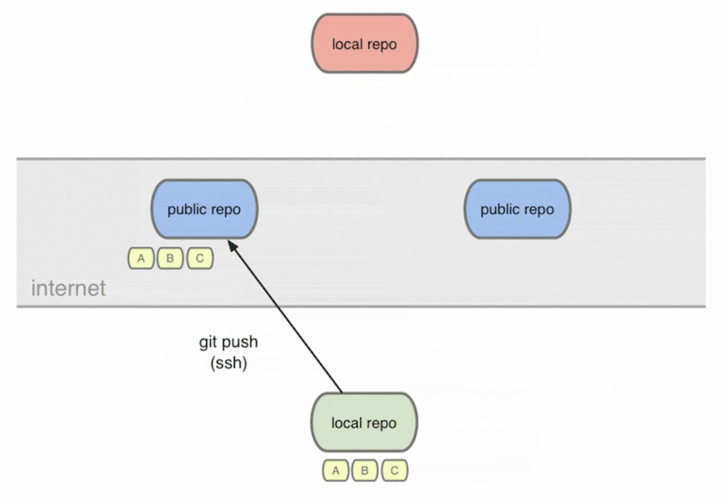 local repo
public repo
public repo
A B C
internet
git push
(ssh)
local repo
A B C